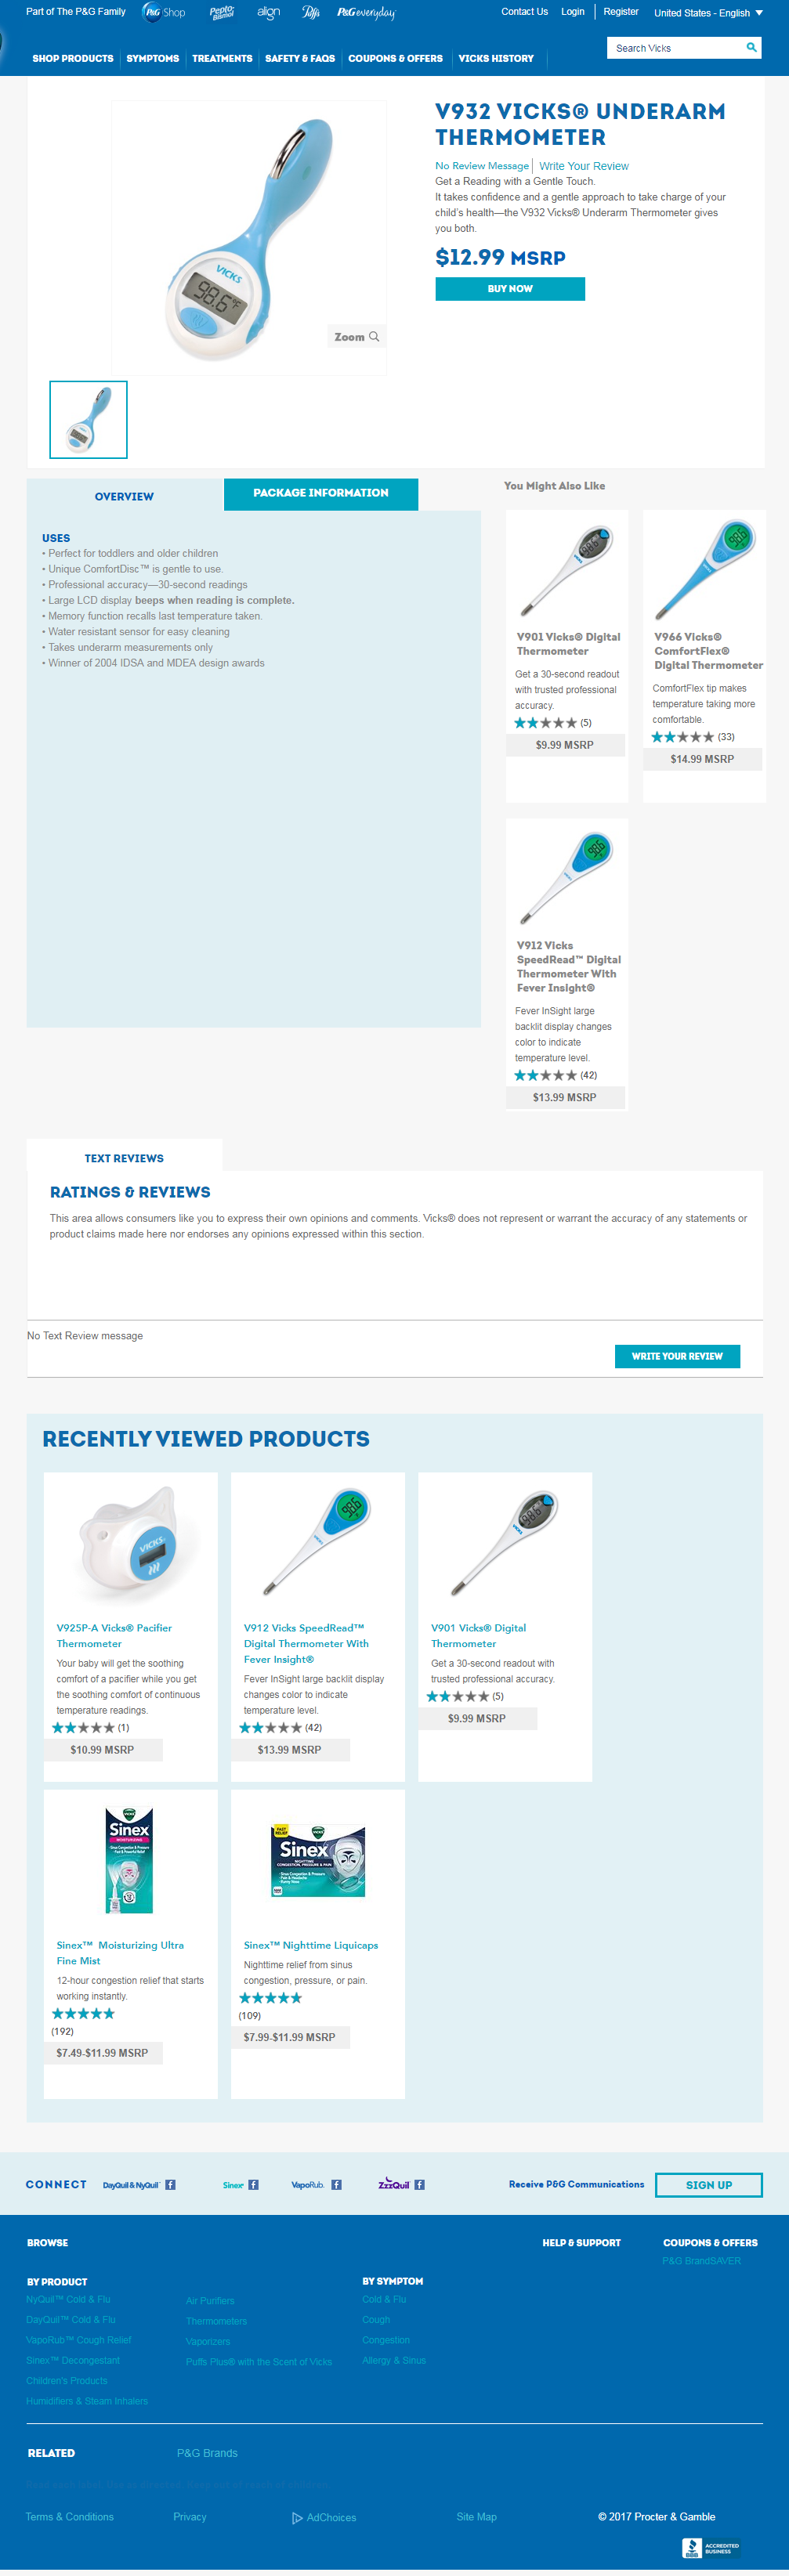 Part of The P&G Family
P&G Shop
Pepto Bismol
align
Puffs
P&G everyday
Contact Us
Login
Register
United States - English
Search Vicks
SHOP PRODUCTS
SYMPTOMS
TREATMENTS
SAFETY & FAQS
COUPONS & OFFERS
VICKS HISTORY
V932 VICKS® UNDERARM
THERMOMETER
No Review Message
Write Your Review
Get a Reading with a Gentle Touch.
It takes confidence and a gentle approach to take charge of your
child's health—the V932 Vicks® Underarm Thermometer gives
you both.
$12.99 MSRP
BUY NOW
VICKS
98.6 °F
Zoom
OVERVIEW
PACKAGE INFORMATION
USES
• Perfect for toddlers and older children
• Unique ComfortDisc™ is gentle to use.
• Professional accuracy—30-second readings
• Large LCD display beeps when reading is complete.
• Memory function recalls last temperature taken.
• Water resistant sensor for easy cleaning
• Takes underarm measurements only
• Winner of 2004 IDSA and MDEA design awards
You Might Also Like
V901 Vicks® Digital
Thermometer
Get a 30-second readout
with trusted professional
accuracy.
(5)
$9.99 MSRP
V966 Vicks®
ComfortFlex®
Digital Thermometer
ComfortFlex tip makes
temperature taking more
comfortable.
(33)
$14.99 MSRP
V912 Vicks
SpeedRead™ Digital
Thermometer With
Fever Insight®
Fever InSight large
backlit display changes
color to indicate
temperature level.
(42)
$13.99 MSRP
TEXT REVIEWS
RATINGS & REVIEWS
This area allows consumers like you to express their own opinions and comments. Vicks® does not represent or warrant the accuracy of any statements or
product claims made here nor endorses any opinions expressed within this section.
No Text Review message
WRITE YOUR REVIEW
RECENTLY VIEWED PRODUCTS
VICKS
V925P-A Vicks® Pacifier
Thermometer
Your baby will get the soothing
comfort of a pacifier while you get
the soothing comfort of continuous
temperature readings.
(1)
$10.99 MSRP
98.6
V912 Vicks SpeedRead™
Digital Thermometer With
Fever Insight®
Fever InSight large backlit display
changes color to indicate
temperature level.
(42)
$13.99 MSRP
98.6
V901 Vicks® Digital
Thermometer
Get a 30-second readout with
trusted professional accuracy.
(5)
$9.99 MSRP
VICKS
Sinex
MOISTURIZING
Sinex™ Moisturizing Ultra
Fine Mist
12-hour congestion relief that starts
working instantly.
(192)
$7.49-$11.99 MSRP
FAST RELIEF
VICKS
Sinex
NIGHTTIME
CONGESTION, PRESSURE & PAIN
Sinex™ Nighttime Liquicaps
Nighttime relief from sinus
congestion, pressure, or pain.
(109)
$7.99-$11.99 MSRP
CONNECT
DayQuil & NyQuil
Sinex
VapoRub
ZzzQuil
Receive P&G Communications
SIGN UP
BROWSE
HELP & SUPPORT
COUPONS & OFFERS
P&G BrandSAVER
BY PRODUCT
NyQuil™ Cold & Flu
DayQuil™ Cold & Flu
VapoRub™ Cough Relief
Sinex™ Decongestant
Children's Products
Humidifiers & Steam Inhalers
Air Purifiers
Thermometers
Vaporizers
Puffs Plus® with the Scent of Vicks
BY SYMPTOM
Cold & Flu
Cough
Congestion
Allergy & Sinus
RELATED
P&G Brands
Terms & Conditions
Privacy
AdChoices
Site Map
© 2017 Procter & Gamble
BBB
ACCREDITED
BUSINESS